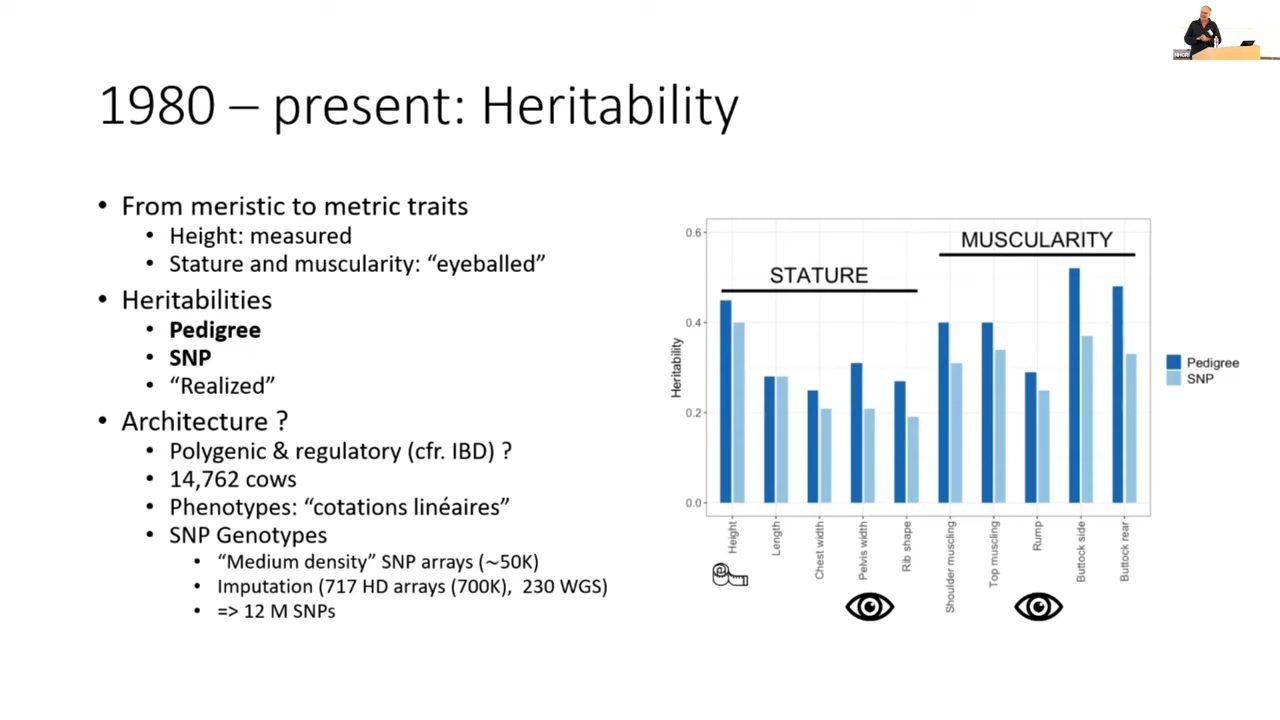 1980 – present: Heritability
• From meristic to metric traits
• Height: measured
• Stature and muscularity: “eyeballed”
• Heritabilities
• Pedigree
• SNP
• “Realized”
• Architecture ?
• Polygenic & regulatory (cfr. IBD) ?
• 14,762 cows
• Phenotypes: “cotations linéaires”
• SNP Genotypes
• “Medium density” SNP arrays (~50K)
• Imputation (717 HD arrays (700K), 230 WGS)
• => 12 M SNPs
STATURE
MUSCULARITY
Heritability
0.6
0.4
0.2
0.0
Height
Length
Chest width
Pelvis width
Rib shape
Shoulder muscling
Top muscling
Rump
Buttock side
Buttock rear
Pedigree
SNP
NHGRI